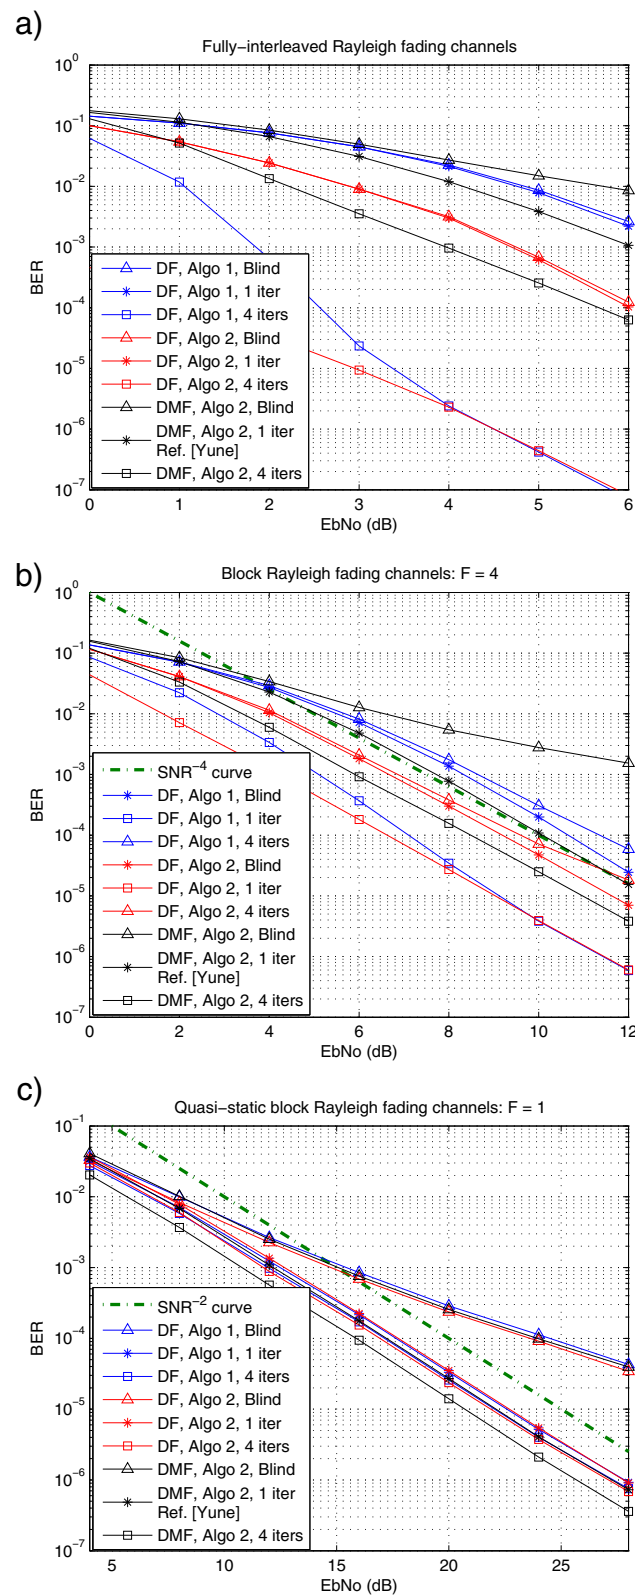 a)
Fully-interleaved Rayleigh fading channels
10^0
10^-1
10^-2
10^-3
10^-4
10^-5
10^-6
10^-7
BER
DF, Algo 1, Blind
DF, Algo 1, 1 iter
DF, Algo 1, 4 iters
DF, Algo 2, Blind
DF, Algo 2, 1 iter
DF, Algo 2, 4 iters
DMF, Algo 2, Blind
DMF, Algo 2, 1 iter
Ref. [Yune]
DMF, Algo 2, 4 iters
0 1 2 3 4 5 6
EbNo (dB)
b)
Block Rayleigh fading channels: F = 4
10^0
10^-1
10^-2
10^-3
10^-4
10^-5
10^-6
10^-7
BER
SNR^-4 curve
DF, Algo 1, Blind
DF, Algo 1, 1 iter
DF, Algo 1, 4 iters
DF, Algo 2, Blind
DF, Algo 2, 1 iter
DF, Algo 2, 4 iters
DMF, Algo 2, Blind
DMF, Algo 2, 1 iter
Ref. [Yune]
DMF, Algo 2, 4 iters
0 2 4 6 8 10 12
EbNo (dB)
c)
Quasi-static block Rayleigh fading channels: F = 1
10^-1
10^-2
10^-3
10^-4
10^-5
10^-6
10^-7
BER
SNR^-2 curve
DF, Algo 1, Blind
DF, Algo 1, 1 iter
DF, Algo 1, 4 iters
DF, Algo 2, Blind
DF, Algo 2, 1 iter
DF, Algo 2, 4 iters
DMF, Algo 2, Blind
DMF, Algo 2, 1 iter
Ref. [Yune]
DMF, Algo 2, 4 iters
5 10 15 20 25
EbNo (dB)